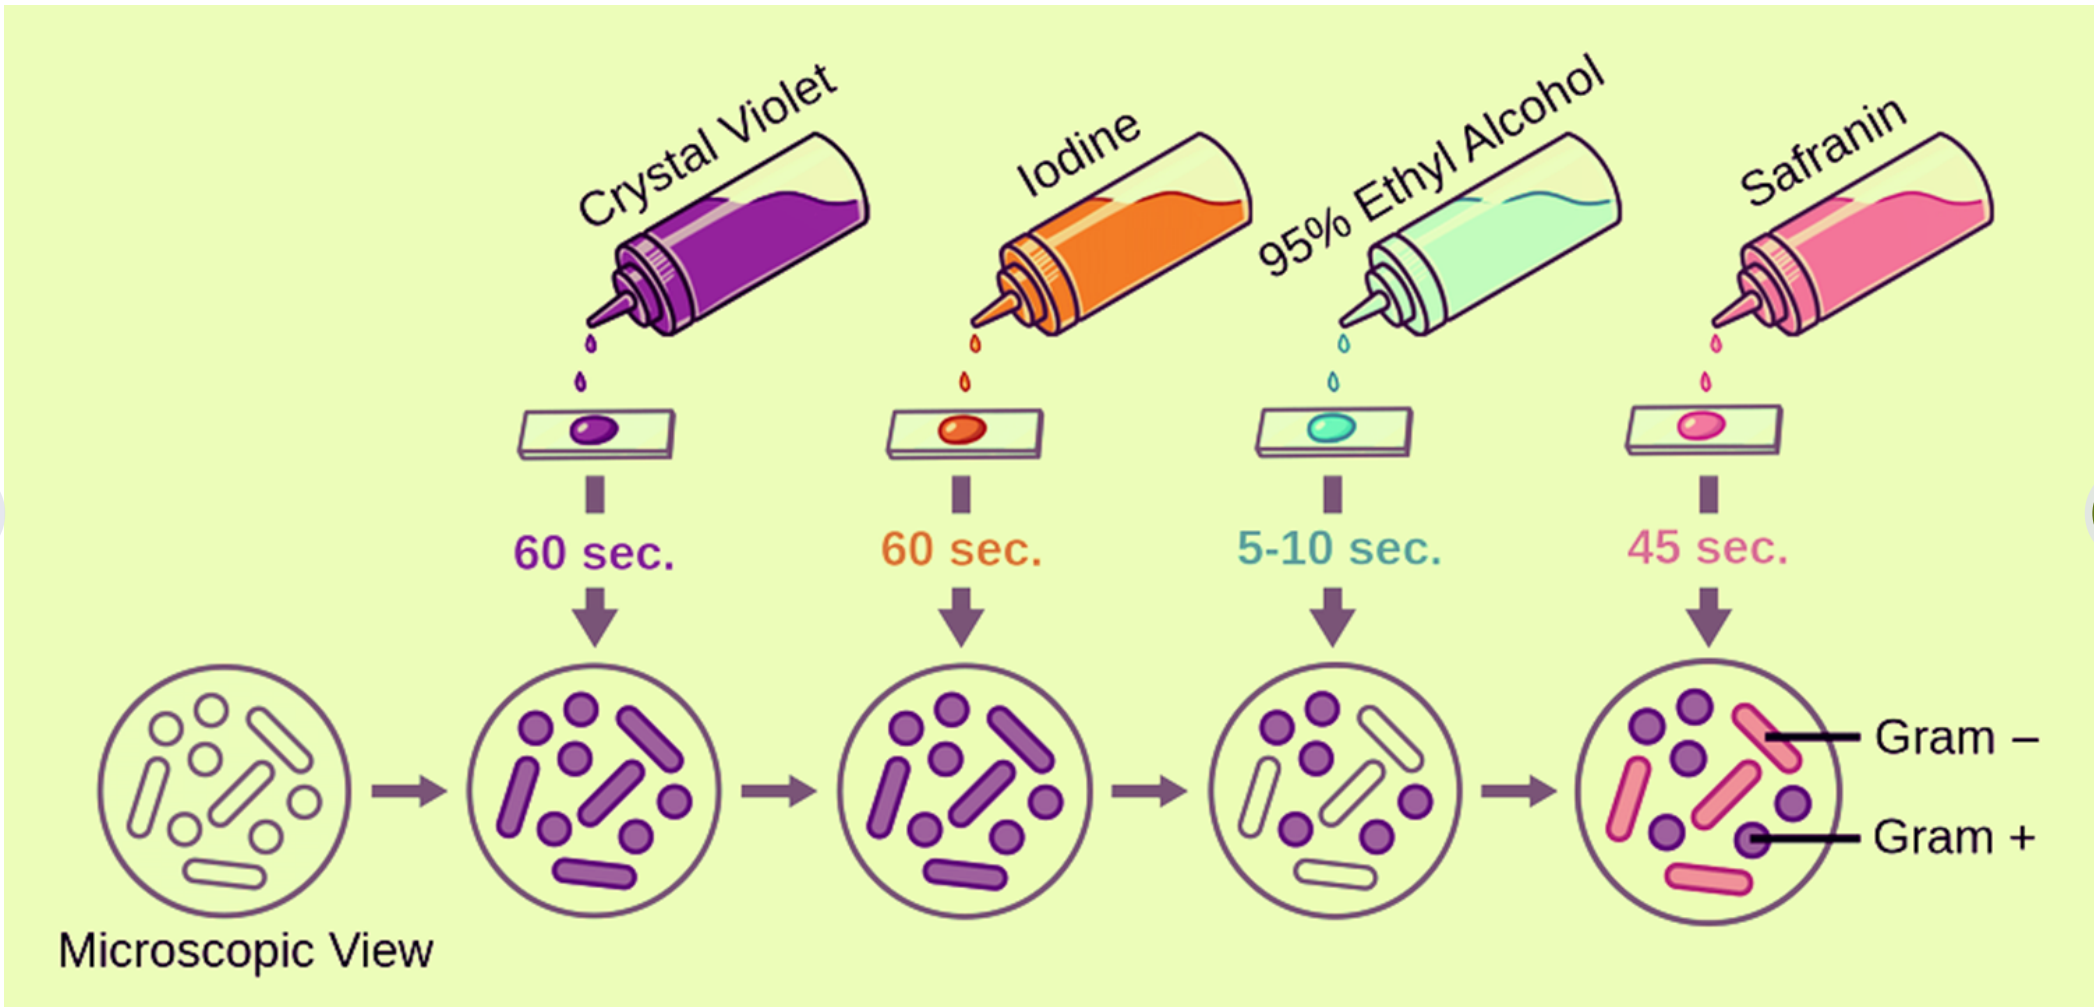 Crystal Violet
Iodine
95% Ethyl Alcohol
Safranin
60 sec.
60 sec.
5-10 sec.
45 sec.
Gram –
Gram +
Microscopic View